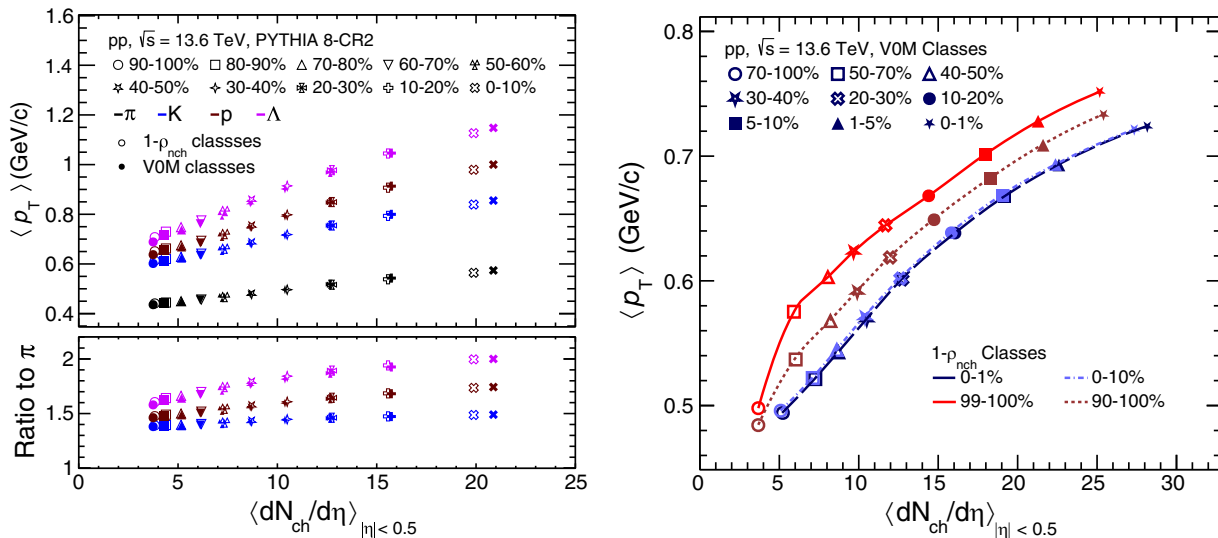 pp, √s = 13.6 TeV, PYTHIA 8-CR2
90-100% 80-90% 70-80% 60-70% 50-60%
40-50% 30-40% 20-30% 10-20% 0-10%
π K p Λ
1-ρnch classses
V0M classses
⟨ pT ⟩ (GeV/c)
1.6
1.4
1.2
1
0.8
0.6
0.4
Ratio to π
2
1.5
1
0 5 10 15 20 25
⟨dNch/dη⟩|η| < 0.5
pp, √s = 13.6 TeV, V0M Classes
70-100% 50-70% 40-50%
30-40% 20-30% 10-20%
5-10% 1-5% 0-1%
⟨ pT ⟩ (GeV/c)
0.8
0.7
0.6
0.5
1-ρnch Classes
0-1% 0-10%
99-100% 90-100%
0 5 10 15 20 25 30
⟨dNch/dη⟩|η| < 0.5